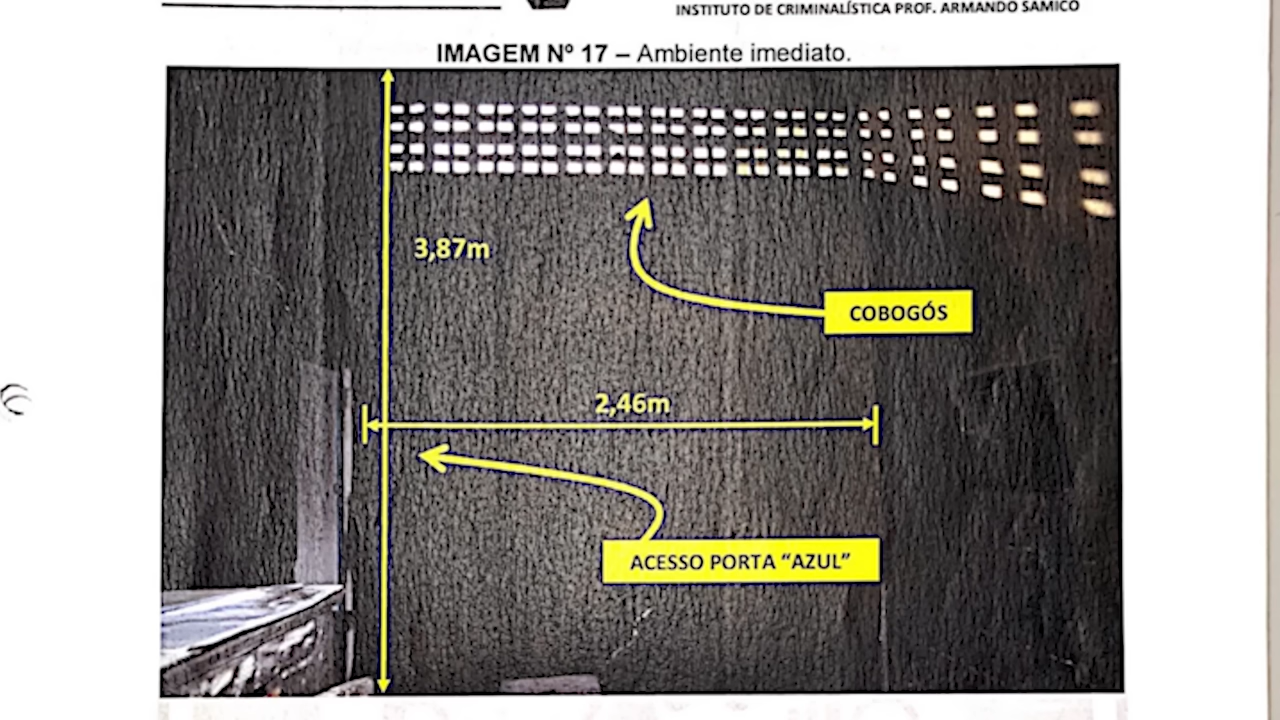 INSTITUTO DE CRIMINALÍSTICA PROF. ARMANDO SAMICO
IMAGEM Nº 17 – Ambiente imediato.
3,87m
COBOGÓS
2,46m
ACESSO PORTA “AZUL”